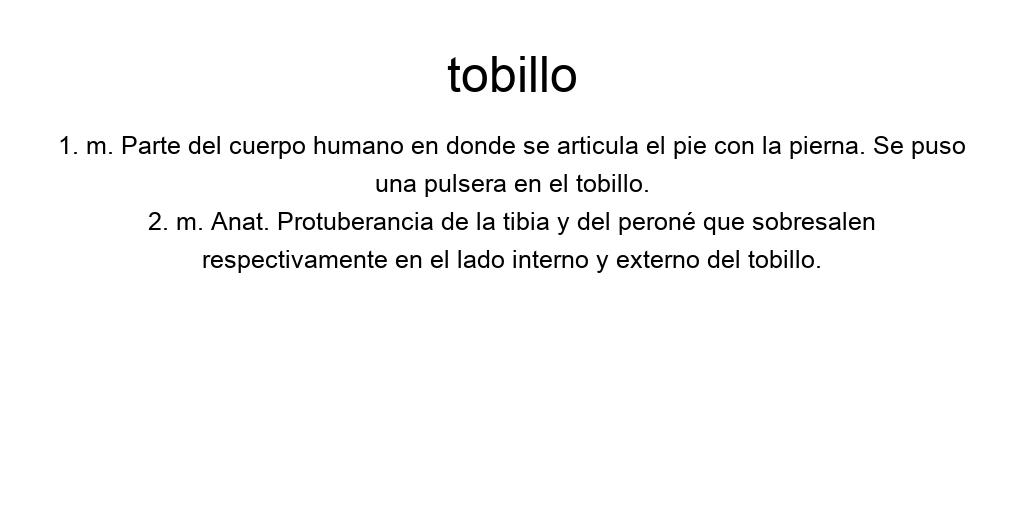 tobillo
1. m. Parte del cuerpo humano en donde se articula el pie con la pierna. Se puso
una pulsera en el tobillo.
2. m. Anat. Protuberancia de la tibia y del peroné que sobresalen
respectivamente en el lado interno y externo del tobillo.